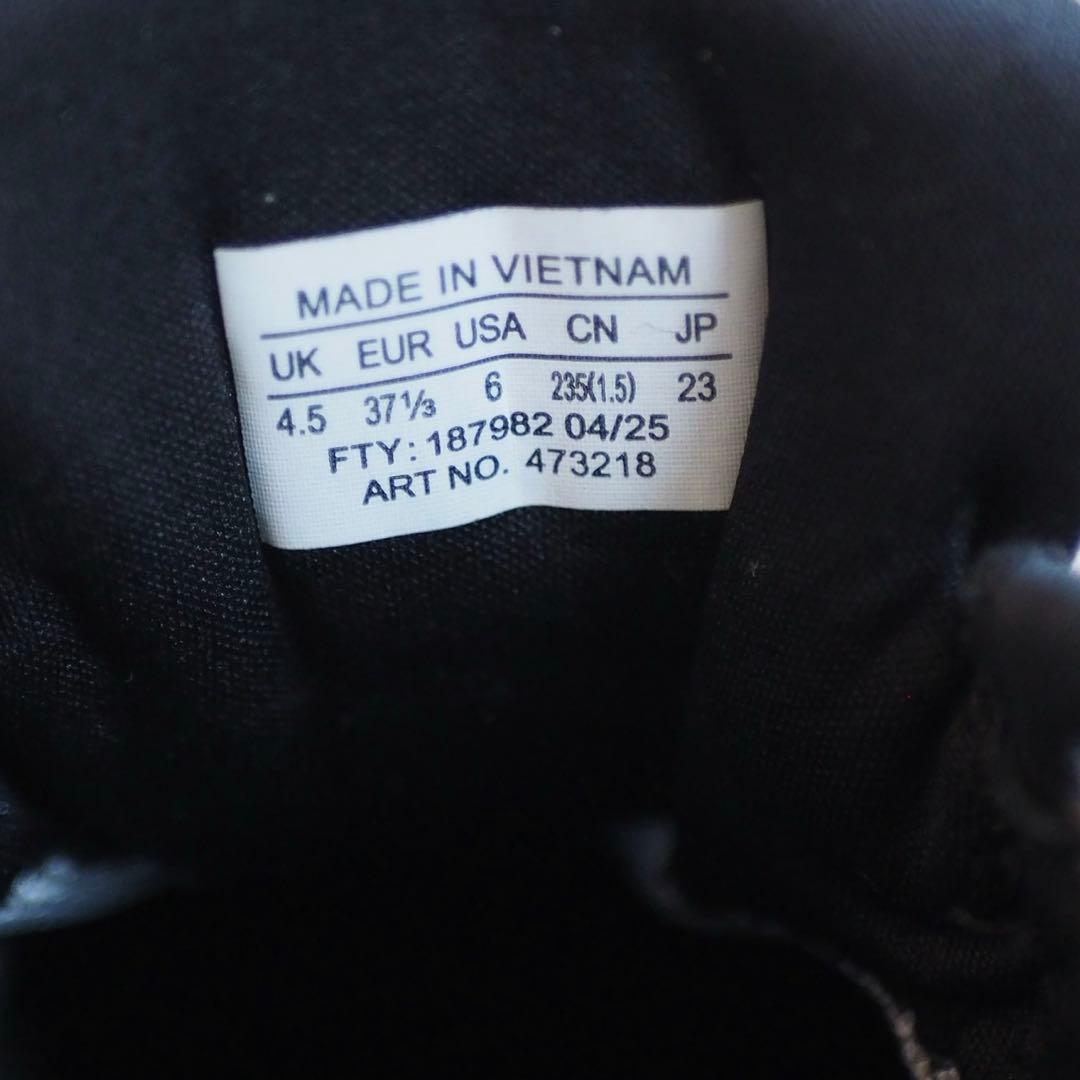 MADE IN VIETNAM
UK EUR USA CN JP
4.5 37⅓ 6 235(1.5) 23
FTY: 187982 04/25
ART NO. 473218